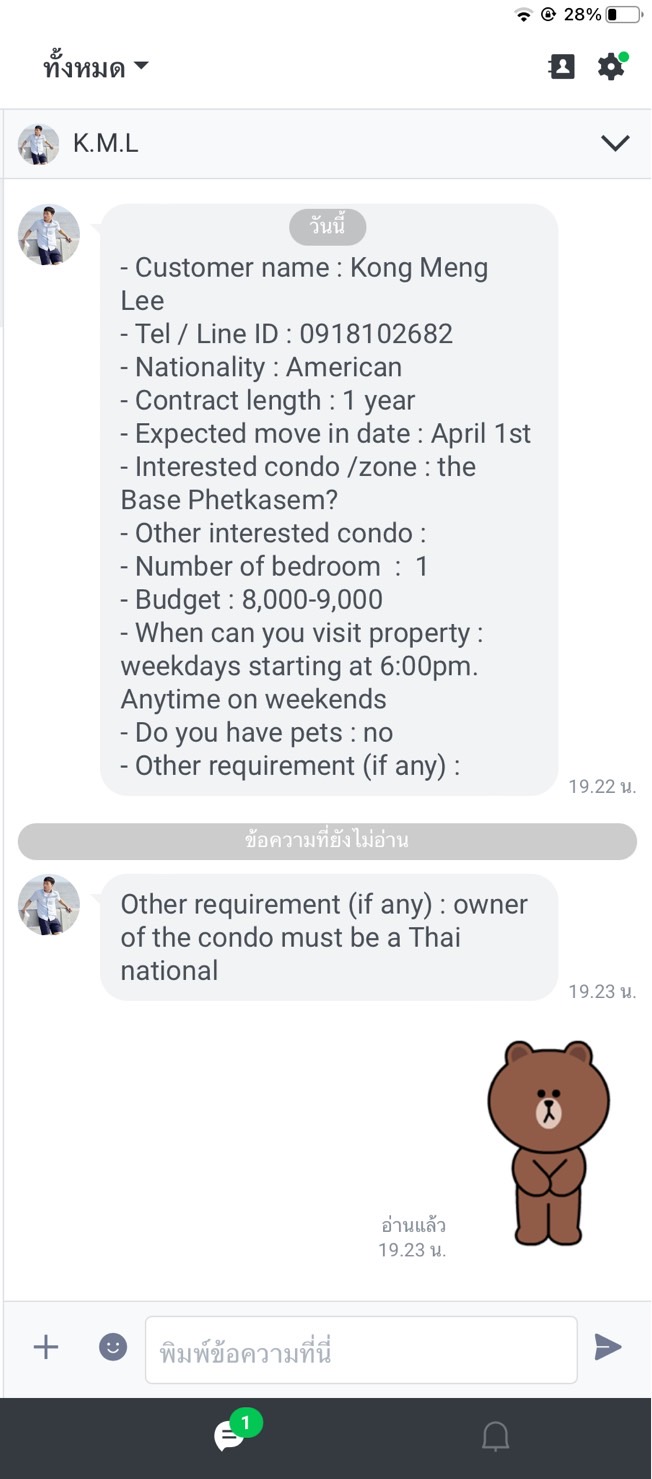 28%
ทั้งหมด
K.M.L
วันนี้
- Customer name : Kong Meng
Lee
- Tel / Line ID : 0918102682
- Nationality : American
- Contract length : 1 year
- Expected move in date : April 1st
- Interested condo /zone : the
Base Phetkasem?
- Other interested condo :
- Number of bedroom  :  1
- Budget : 8,000-9,000
- When can you visit property :
weekdays starting at 6:00pm.
Anytime on weekends
- Do you have pets : no
- Other requirement (if any) :
19.22 น.
ข้อความที่ยังไม่อ่าน
Other requirement (if any) : owner
of the condo must be a Thai
national
19.23 น.
อ่านแล้ว
19.23 น.
พิมพ์ข้อความที่นี่
1